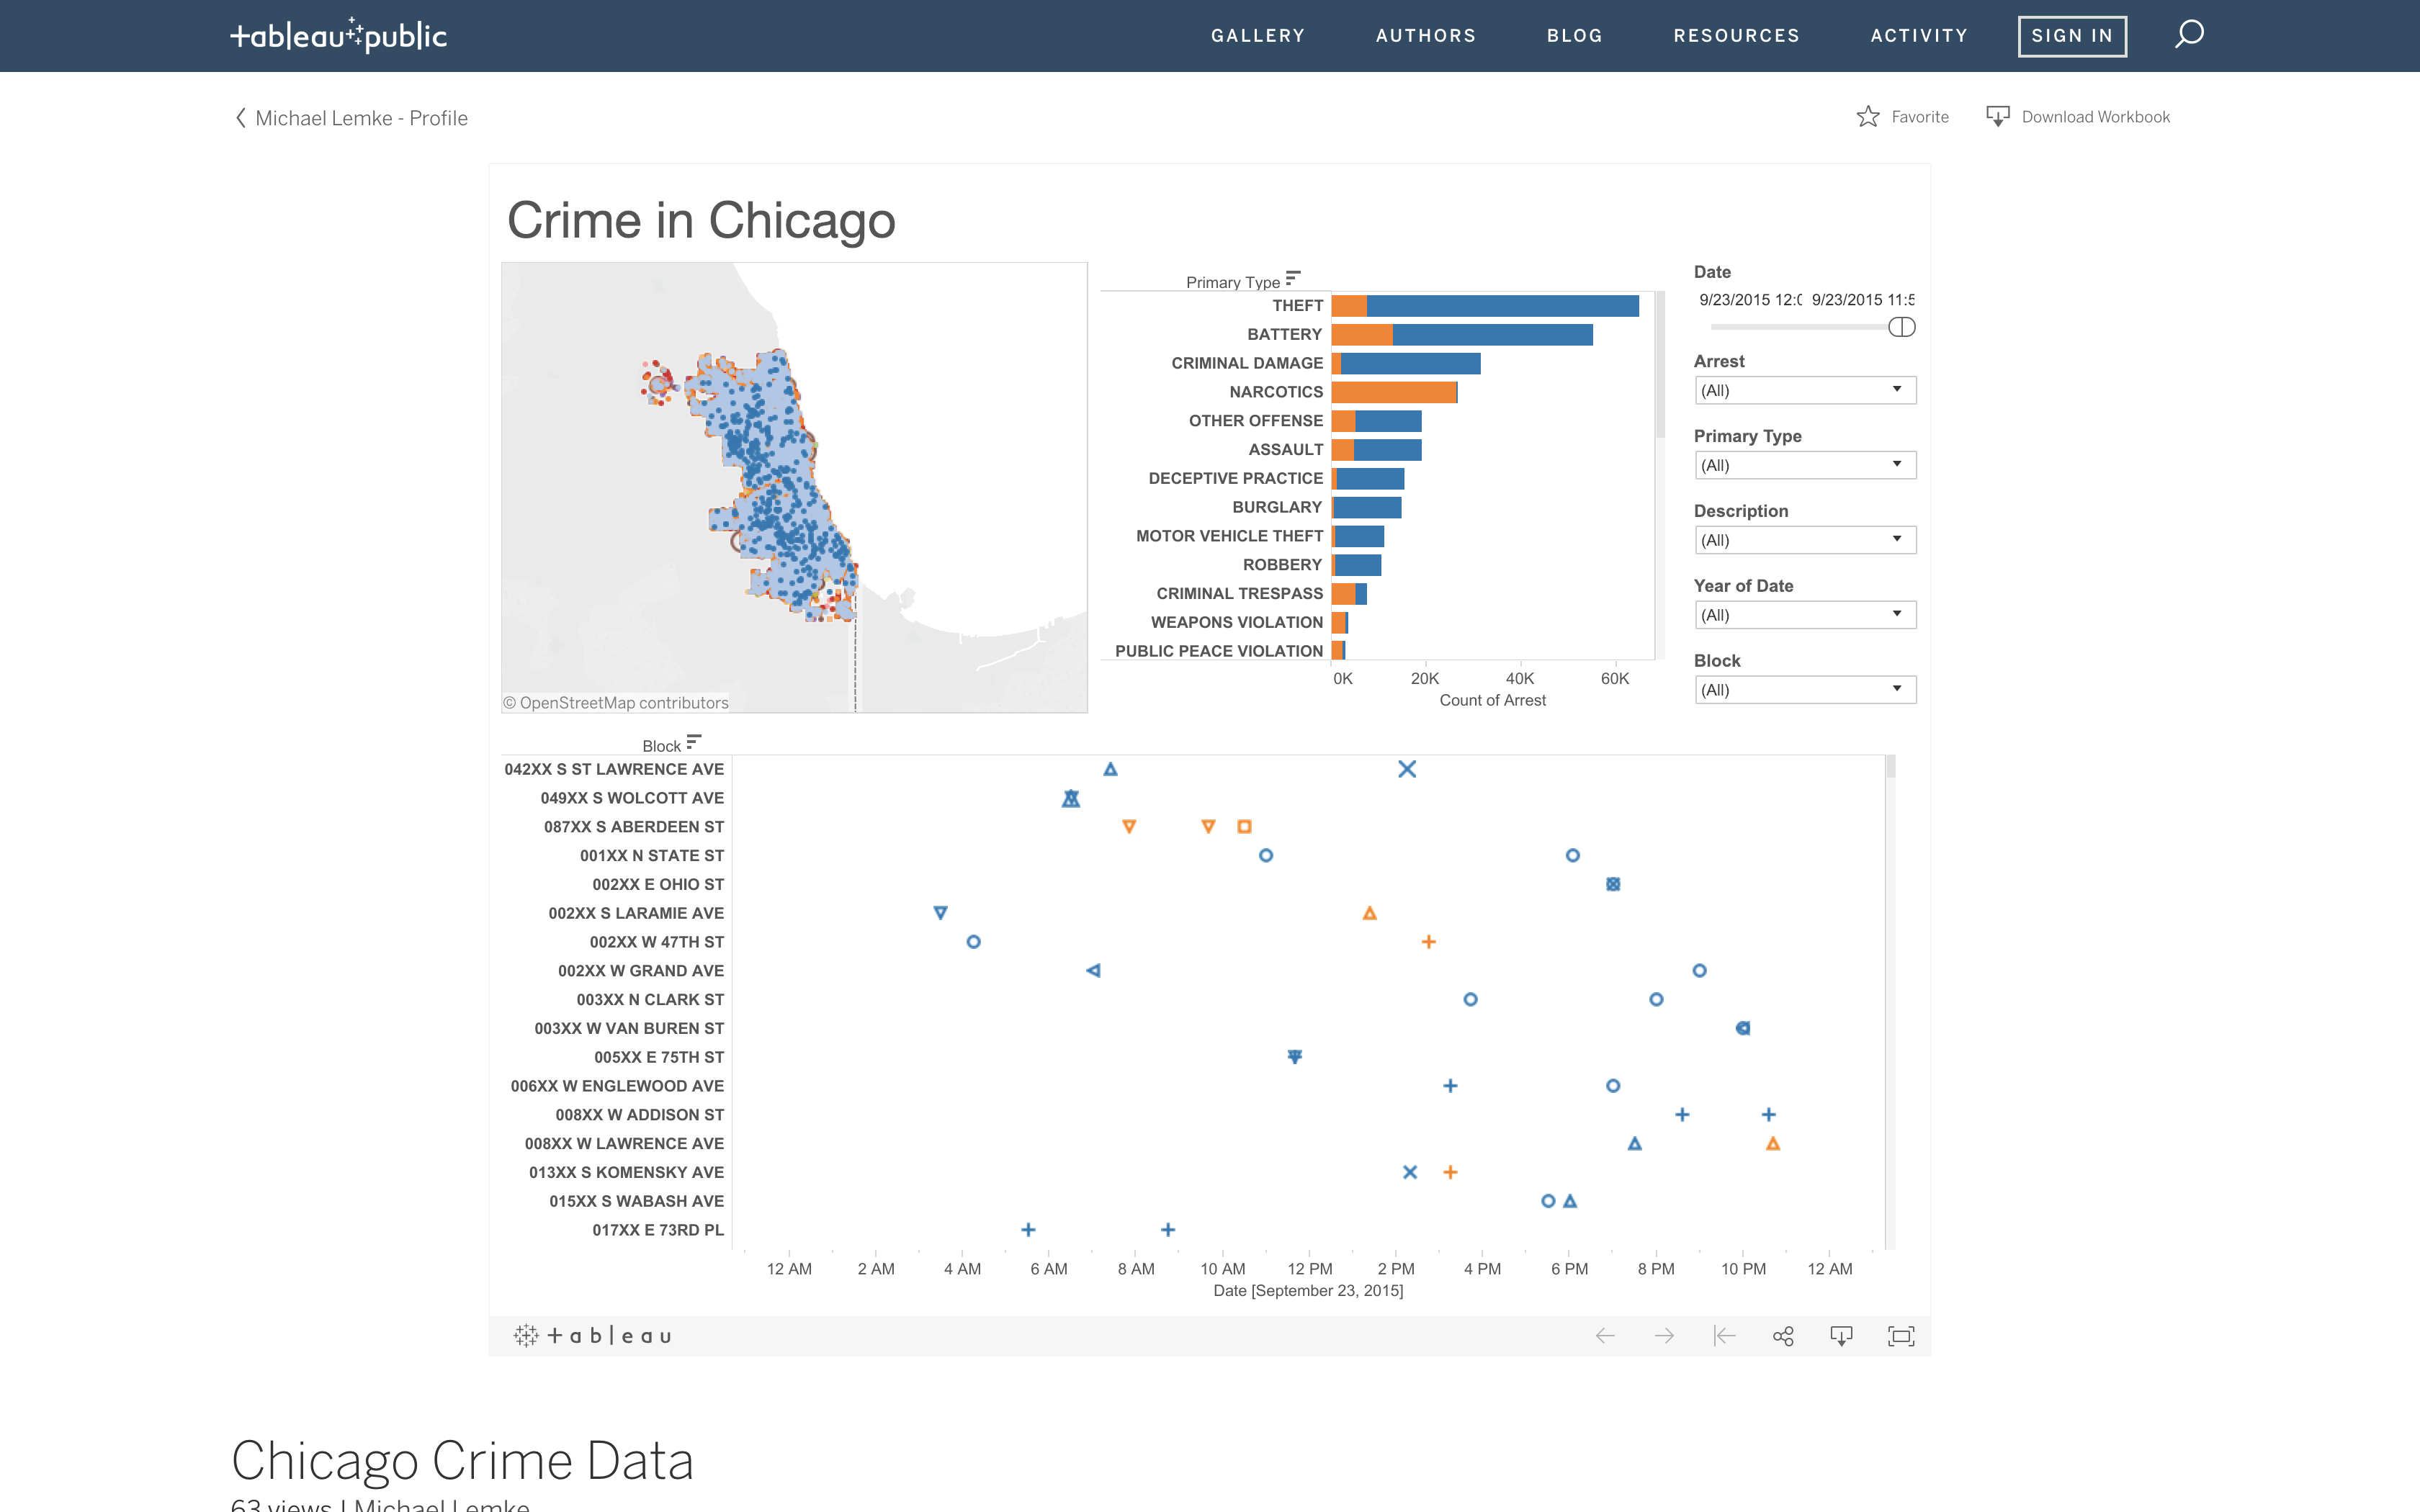 +ableau public
GALLERY AUTHORS BLOG RESOURCES ACTIVITY SIGN IN
Michael Lemke - Profile
Favorite Download Workbook
Crime in Chicago
© OpenStreetMap contributors
Primary Type
THEFT
BATTERY
CRIMINAL DAMAGE
NARCOTICS
OTHER OFFENSE
ASSAULT
DECEPTIVE PRACTICE
BURGLARY
MOTOR VEHICLE THEFT
ROBBERY
CRIMINAL TRESPASS
WEAPONS VIOLATION
PUBLIC PEACE VIOLATION
0K 20K 40K 60K
Count of Arrest
Date
9/23/2015 12:0 9/23/2015 11:5
Arrest
(All)
Primary Type
(All)
Description
(All)
Year of Date
(All)
Block
(All)
Block
042XX S ST LAWRENCE AVE
049XX S WOLCOTT AVE
087XX S ABERDEEN ST
001XX N STATE ST
002XX E OHIO ST
002XX S LARAMIE AVE
002XX W 47TH ST
002XX W GRAND AVE
003XX N CLARK ST
003XX W VAN BUREN ST
005XX E 75TH ST
006XX W ENGLEWOOD AVE
008XX W ADDISON ST
008XX W LAWRENCE AVE
013XX S KOMENSKY AVE
015XX S WABASH AVE
017XX E 73RD PL
12 AM 2 AM 4 AM 6 AM 8 AM 10 AM 12 PM 2 PM 4 PM 6 PM 8 PM 10 PM 12 AM
Date [September 23, 2015]
+ableau
Chicago Crime Data
63 views | Michael Lemke